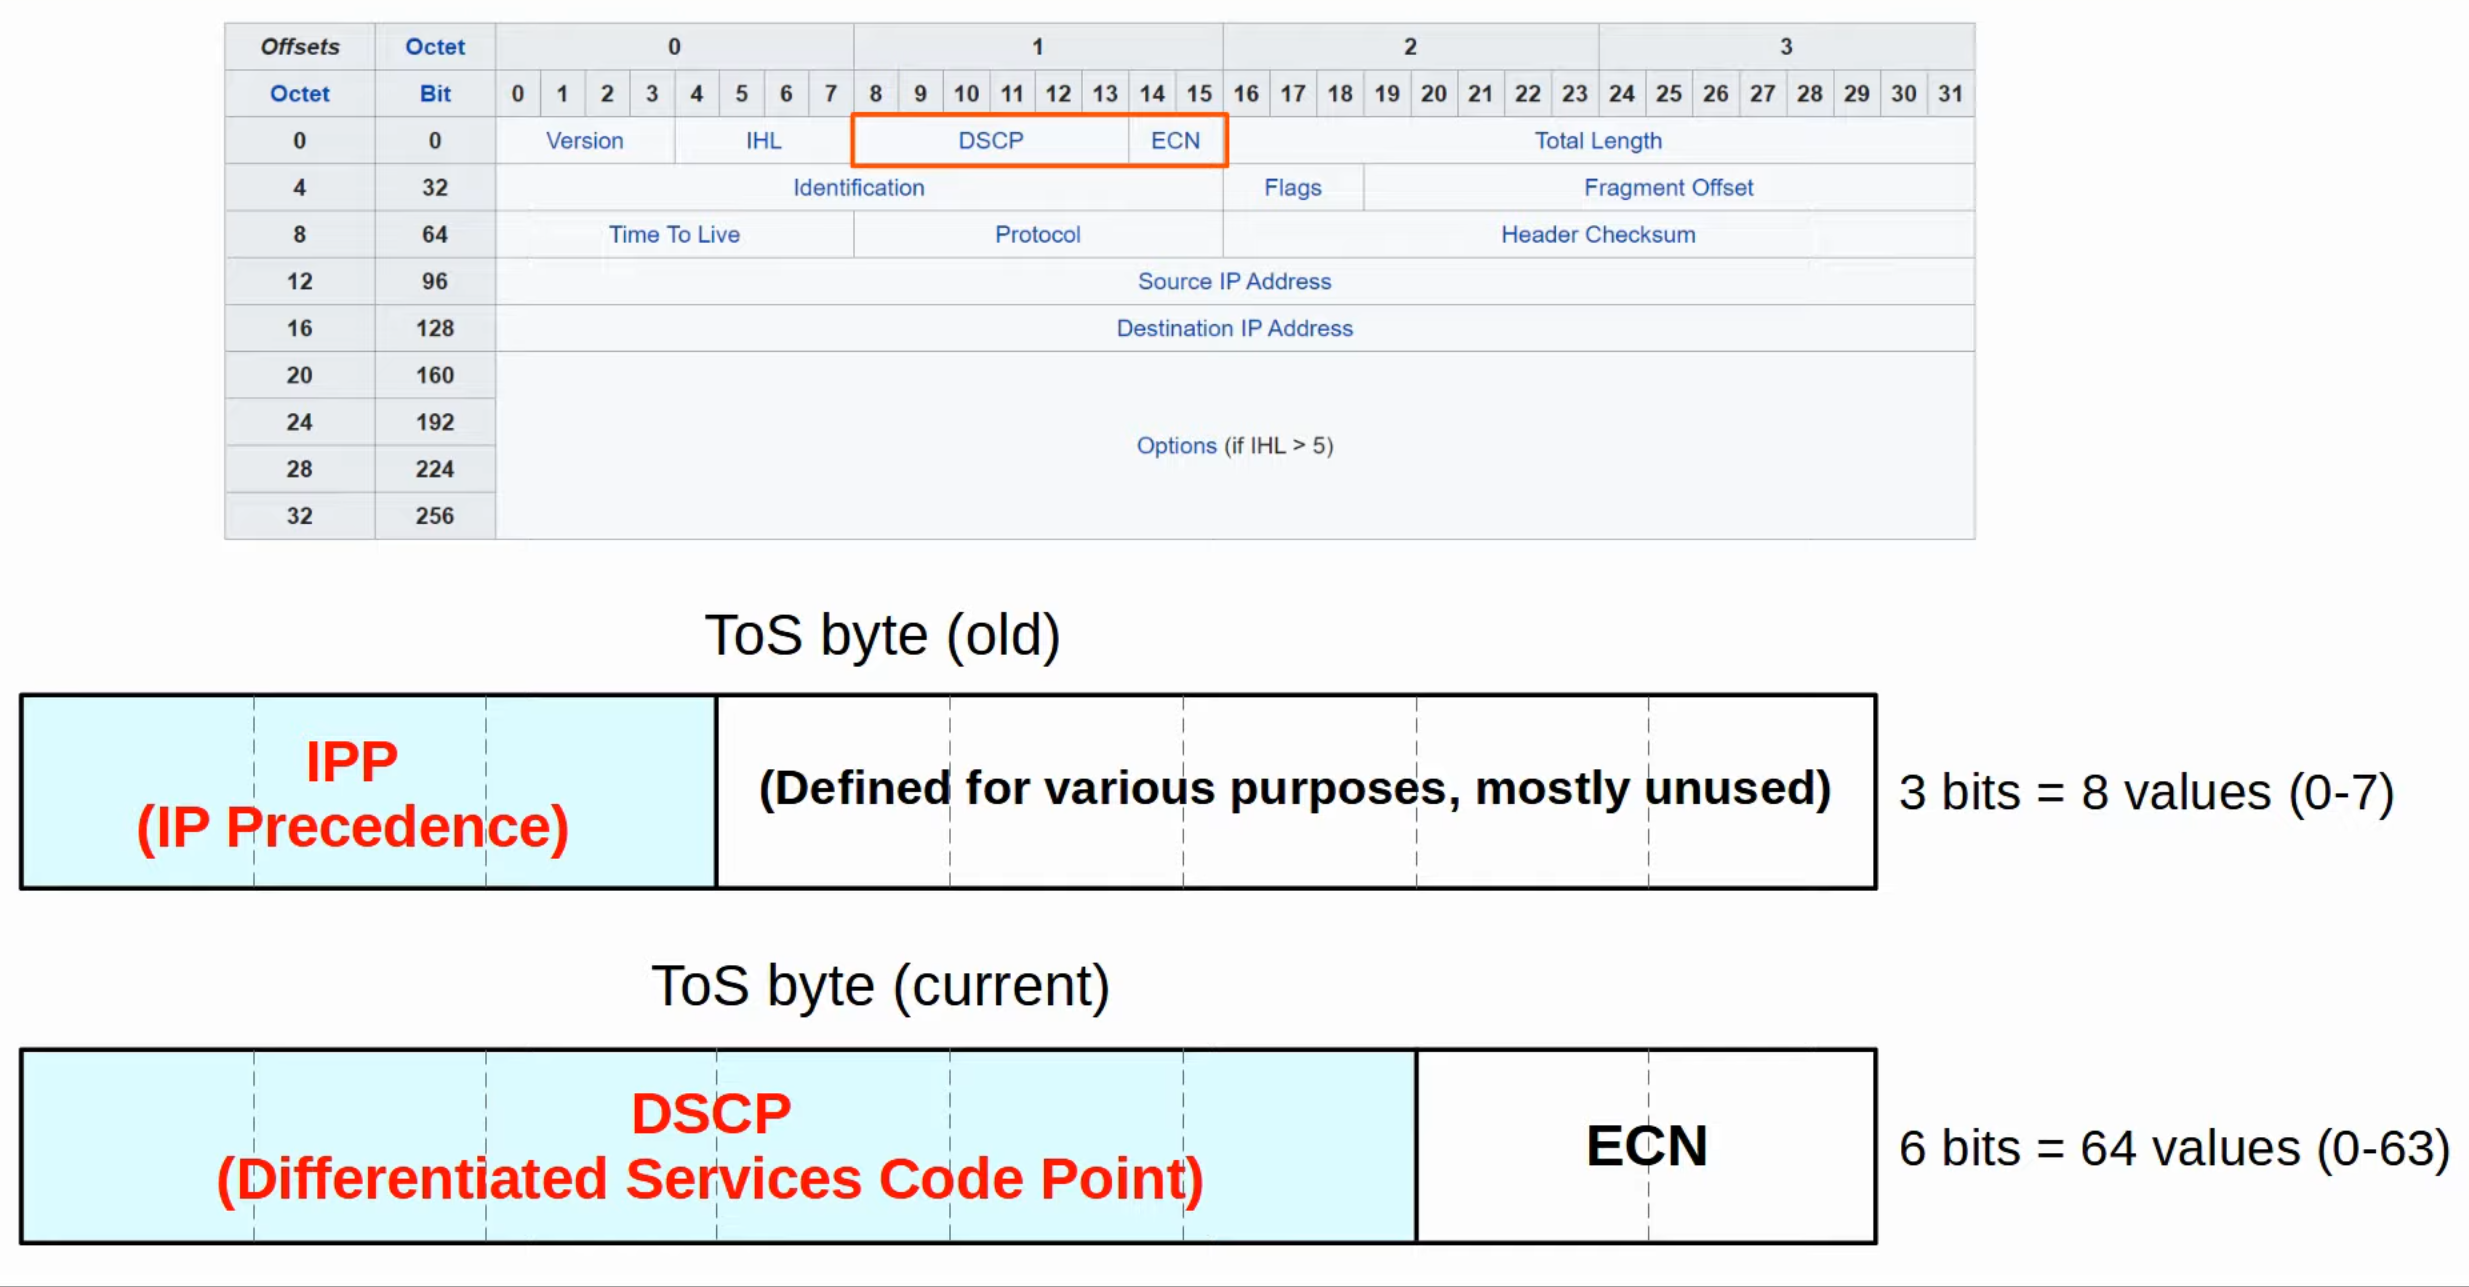 Offsets Octet 0 1 2 3
Octet Bit 0 1 2 3 4 5 6 7 8 9 10 11 12 13 14 15 16 17 18 19 20 21 22 23 24 25 26 27 28 29 30 31
0 0 Version IHL DSCP ECN Total Length
4 32 Identification Flags Fragment Offset
8 64 Time To Live Protocol Header Checksum
12 96 Source IP Address
16 128 Destination IP Address
20 160
24 192
Options (if IHL > 5)
28 224
32 256
ToS byte (old)
IPP
(IP Precedence)
(Defined for various purposes, mostly unused)
3 bits = 8 values (0-7)
ToS byte (current)
DSCP
(Differentiated Services Code Point)
ECN
6 bits = 64 values (0-63)